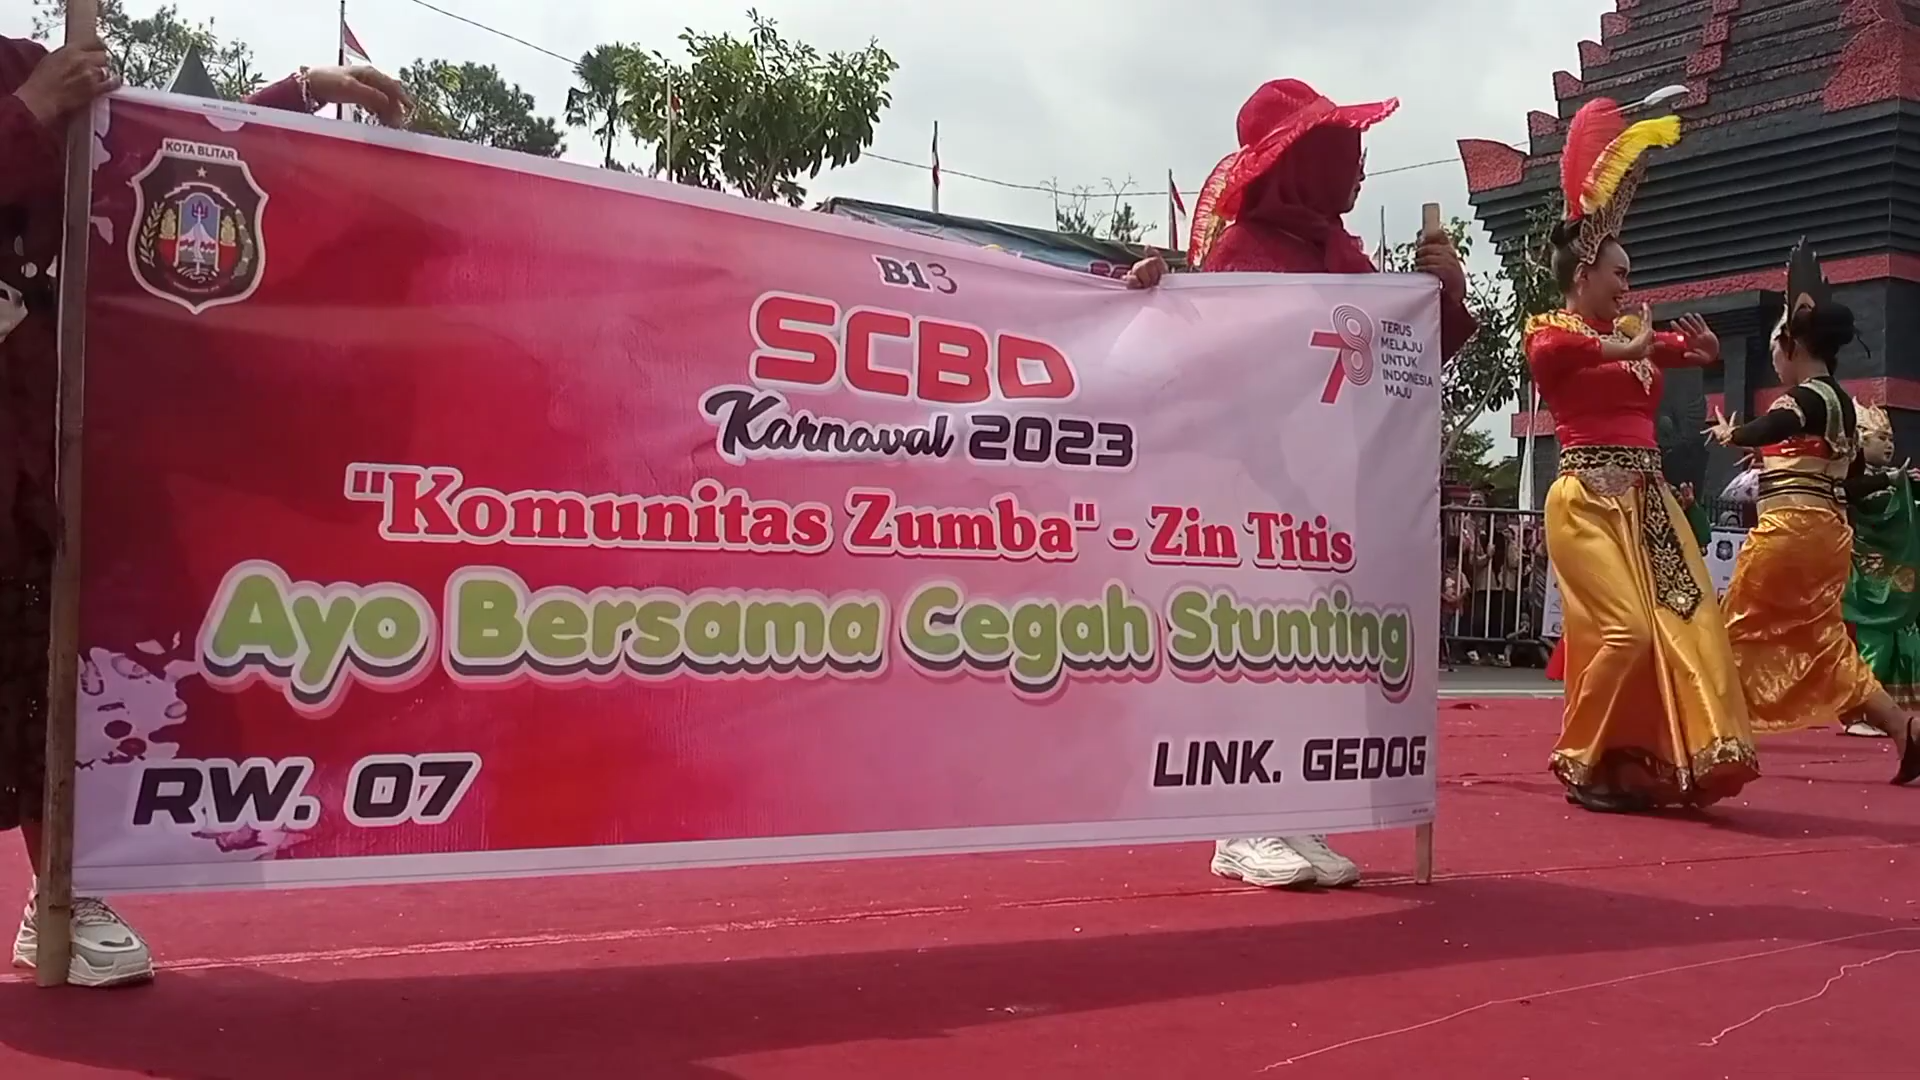 KOTA BLITAR
B13
SCBD
Karnaval 2023
"Komunitas Zumba" - Zin Titis
Ayo Bersama Cegah Stunting
RW. 07
LINK. GEDOG
78
TERUS
MELAJU
UNTUK
INDONESIA
MAJU